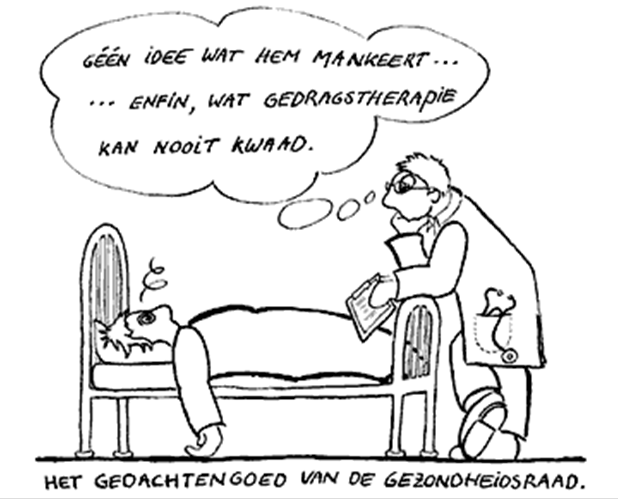 GÉÉN IDEE WAT HEM MANKEERT...
... ENFIN, WAT GEDRAGSTHERAPIE
KAN NOOIT KWAAD.
HET GEDACHTENGOED VAN DE GEZONDHEIDSRAAD.